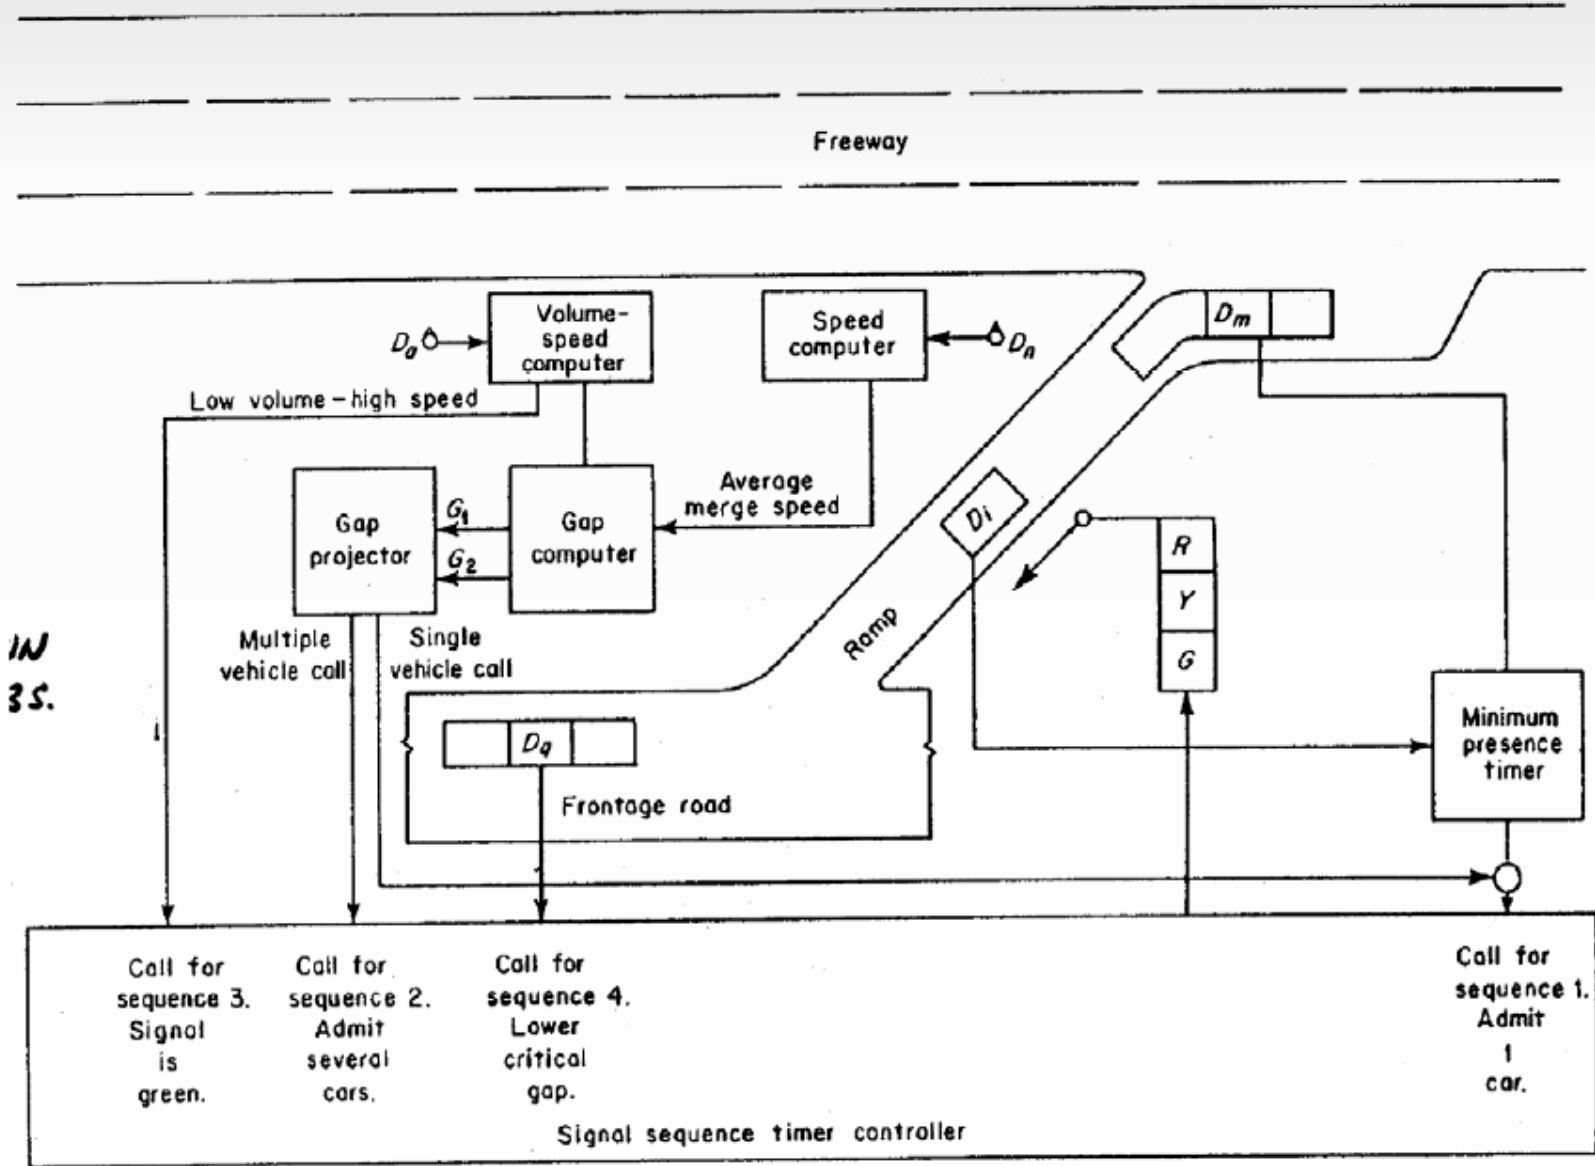 Freeway
Volume-
speed
computer
Speed
computer
Da
Dn
Dm
Low volume – high speed
Average
merge speed
Gap
projector
G1
G2
Gap
computer
Di
R
Y
G
Ramp
Multiple
vehicle call
Single
vehicle call
IN
3S.
Dq
Frontage road
Minimum
presence
timer
Call for
sequence 3.
Signal
is
green.
Call for
sequence 2.
Admit
several
cars.
Call for
sequence 4.
Lower
critical
gap.
Call for
sequence 1.
Admit
1
car.
Signal sequence timer controller